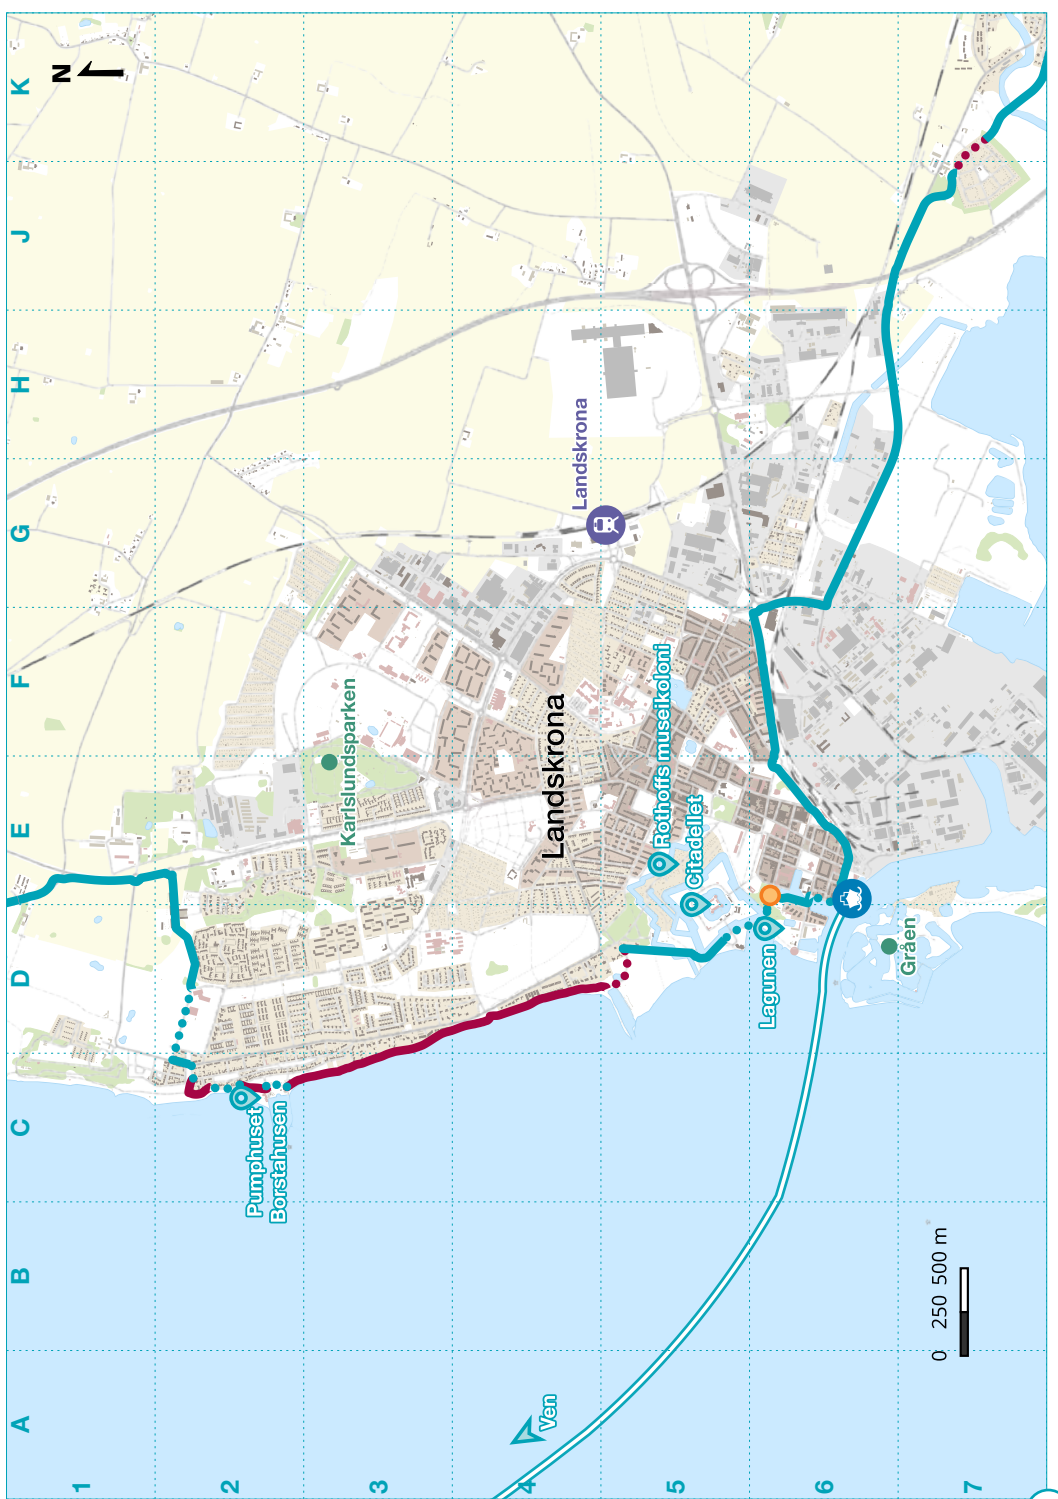 A
B
C
D
E
F
G
H
J
K
1
2
3
4
5
6
7
N
Pumphuset
Borstahusen
Karlslundsparken
Landskrona
Landskrona
Rothoffs museikoloni
Citadellet
Lagunen
Gråen
Ven
0 250 500 m